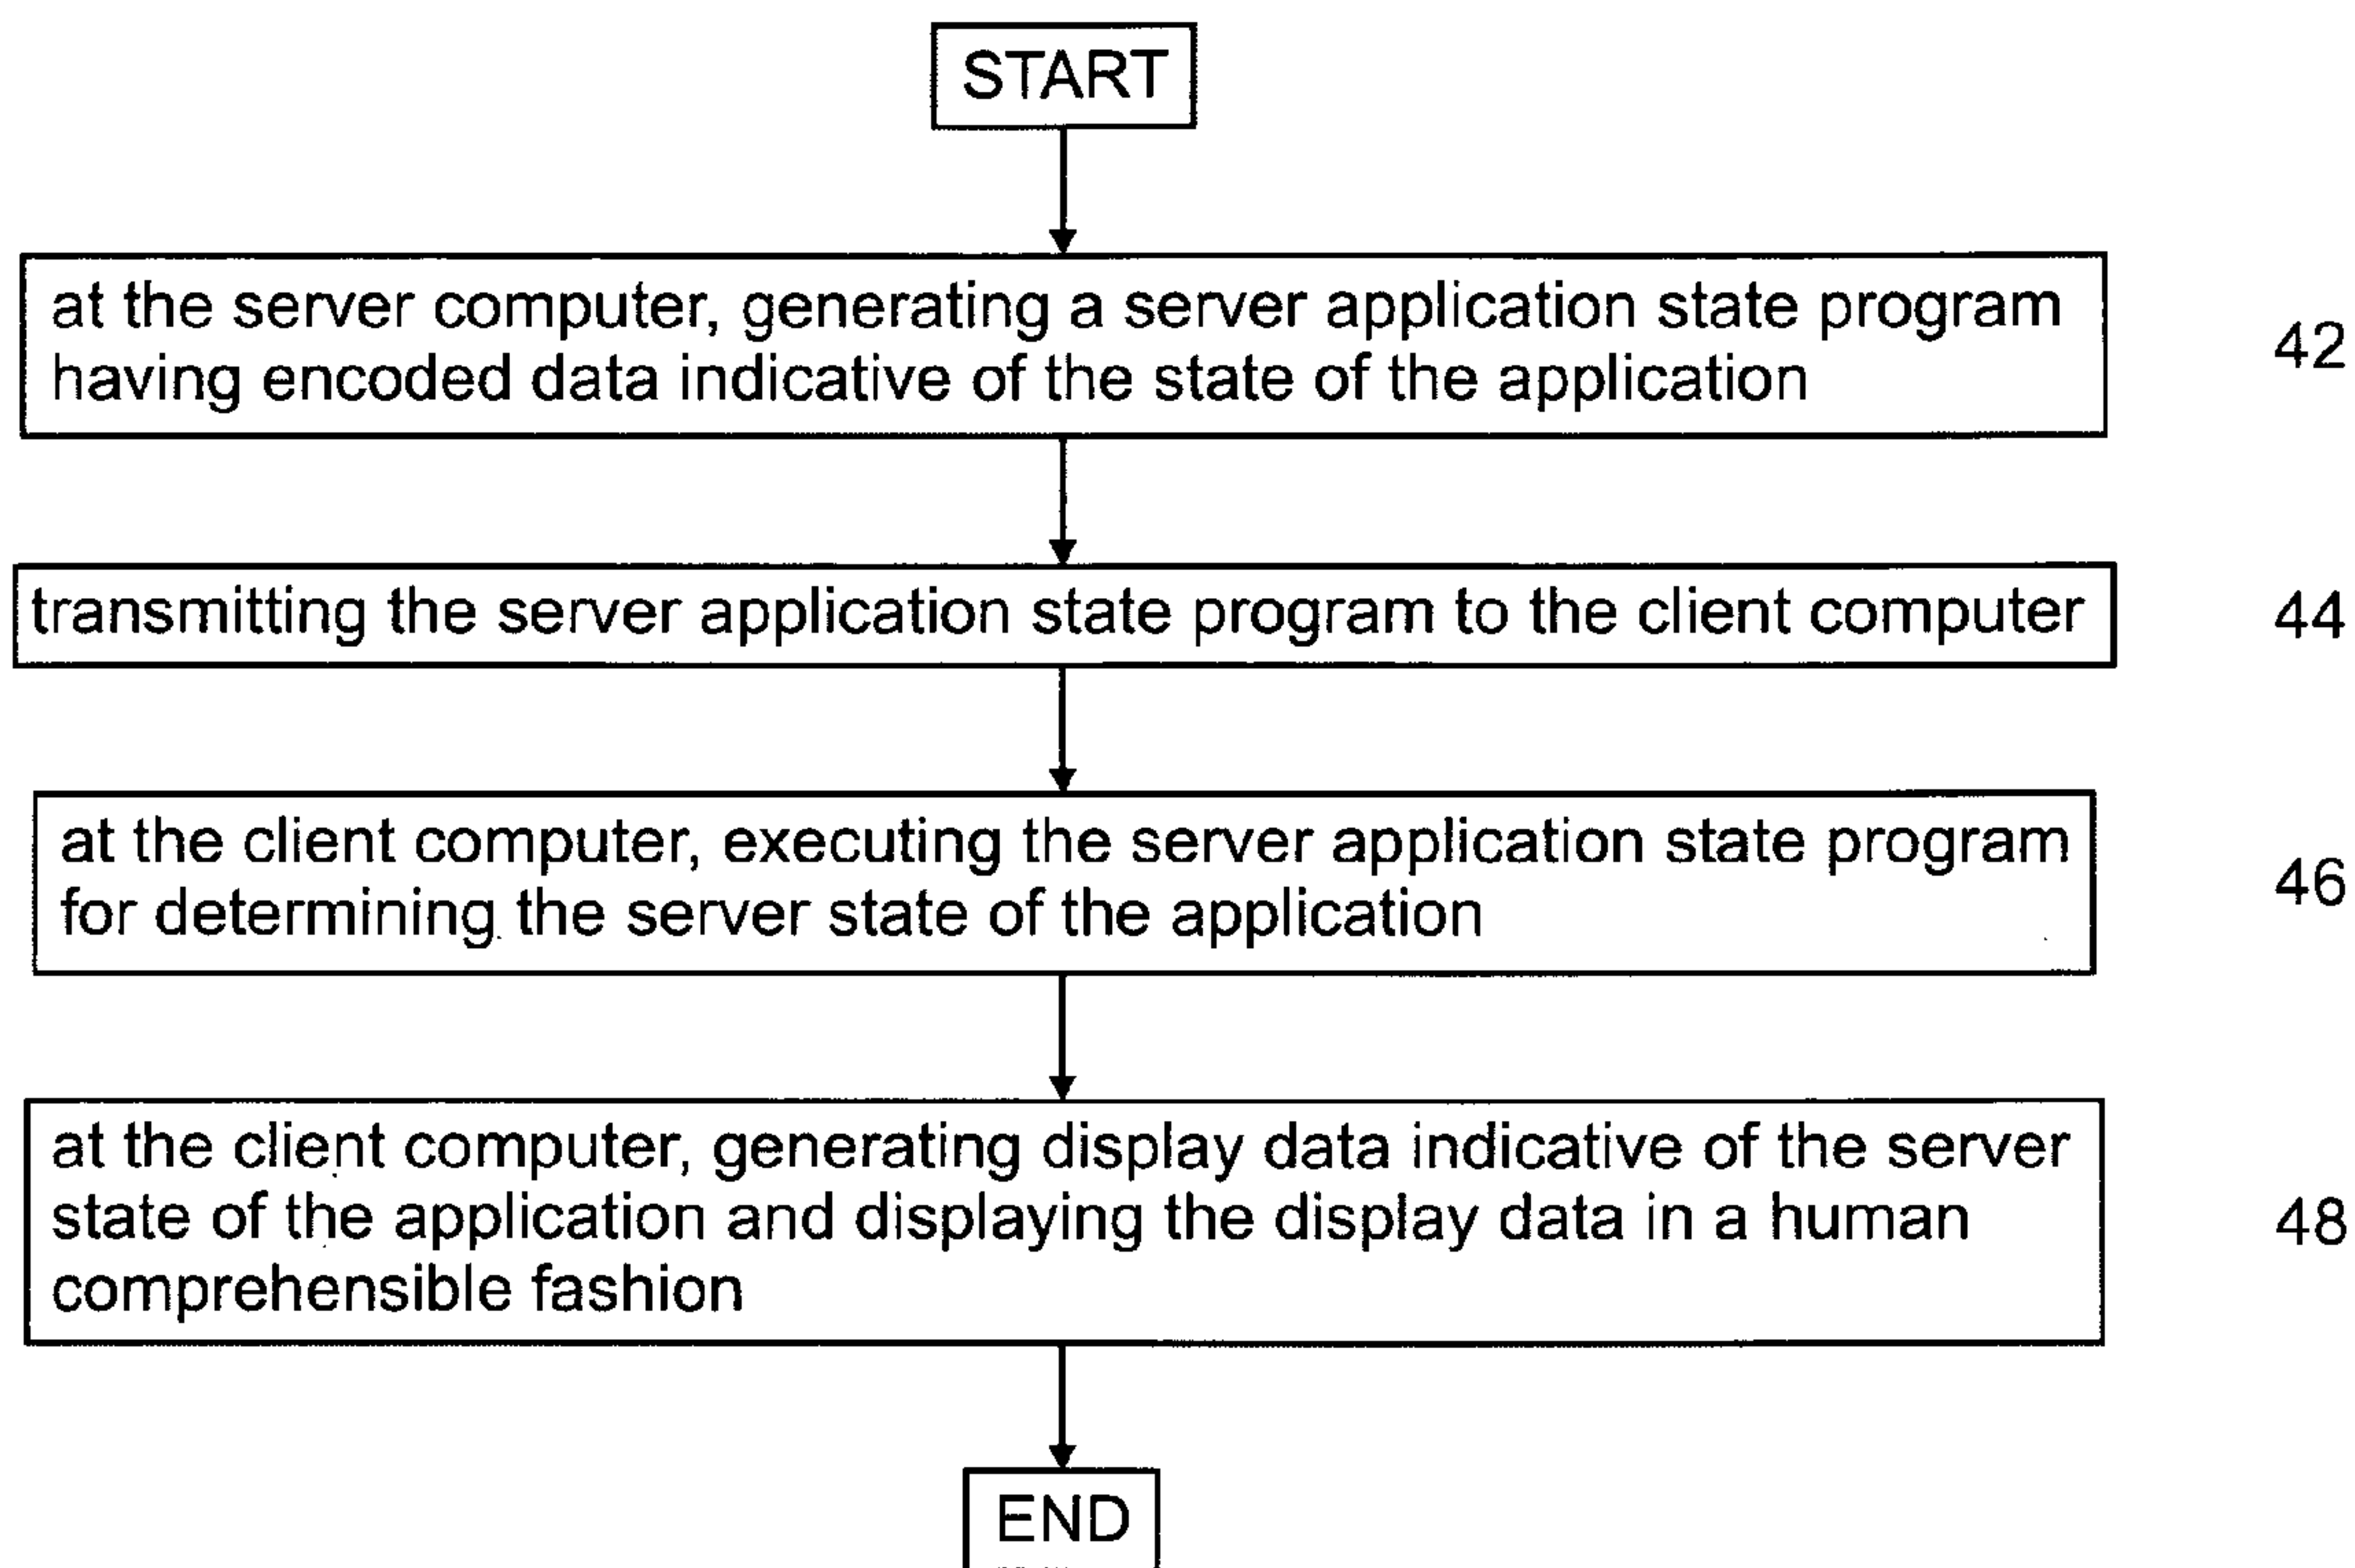 START
at the server computer, generating a server application state program
having encoded data indicative of the state of the application
42
transmitting the server application state program to the client computer
44
at the client computer, executing the server application state program
for determining the server state of the application
46
at the client computer, generating display data indicative of the server
state of the application and displaying the display data in a human
comprehensible fashion
48
END